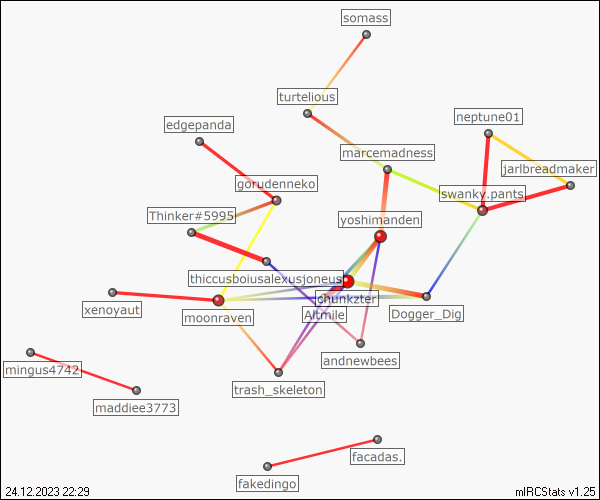 somass
turtelious
edgepanda
neptune01
marcemadness
jarlbreadmaker
gorudenneko
swanky.pants
Thinker#5995
yoshimanden
thiccusboiusalexusjoneus
chunkzter
xenoyaut
moonraven
Altmile
Dogger_Dig
andnewbees
mingus4742
trash_skeleton
maddiee3773
facadas.
fakedingo
24.12.2023 22:29
mIRCStats v1.25